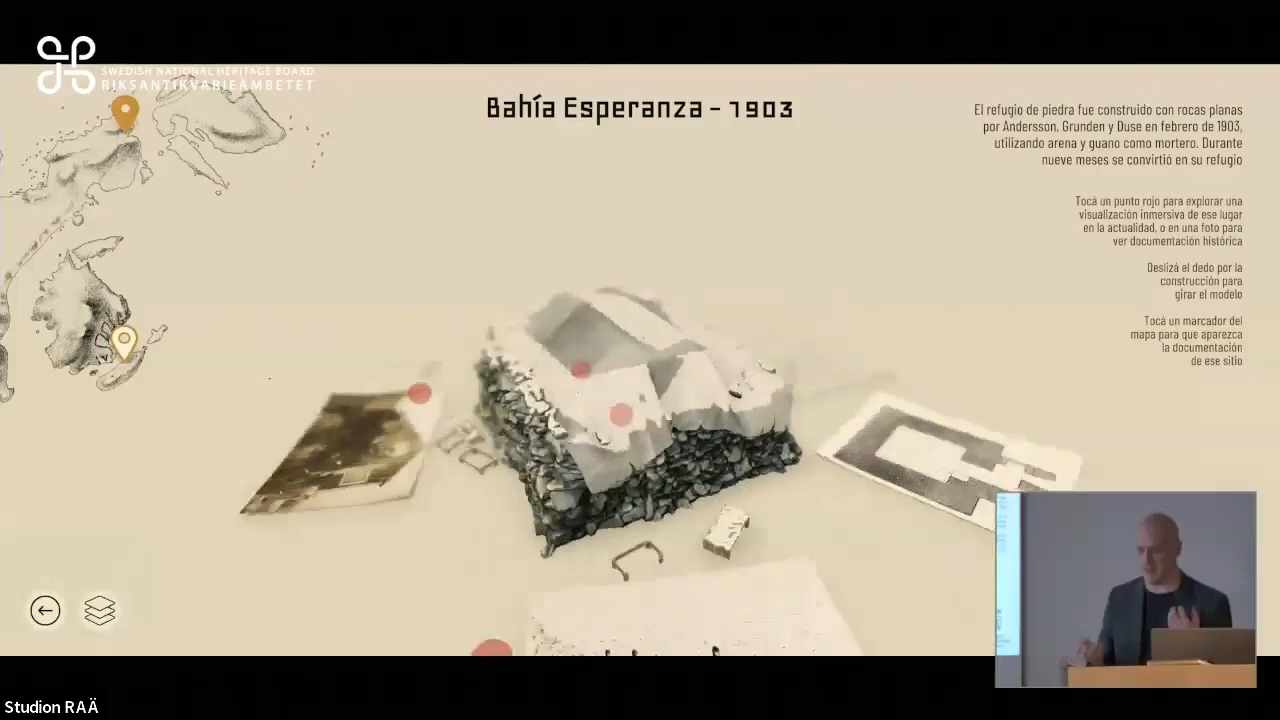 SWEDISH NATIONAL HERITAGE BOARD
RIKSANTIKVARIEÄMBETET
Bahía Esperanza - 1903
El refugio de piedra fue construido con rocas planas
por Andersson, Grunden y Duse en febrero de 1903,
utilizando arena y guano como mortero. Durante
nueve meses se convirtió en su refugio
Tocá un punto rojo para explorar una
visualización inmersiva de ese lugar
en la actualidad, o en una foto para
ver documentación histórica
Deslizá el dedo por la
construcción para
girar el modelo
Tocá un marcador del
mapa para que aparezca
la documentación
de ese sitio
Studion RAÄ